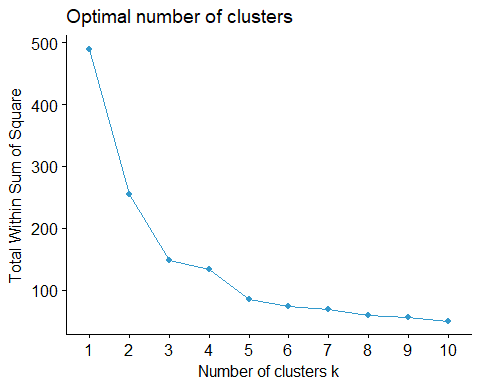 Optimal number of clusters
Total Within Sum of Square
500
400
300
200
100
1 2 3 4 5 6 7 8 9 10
Number of clusters k